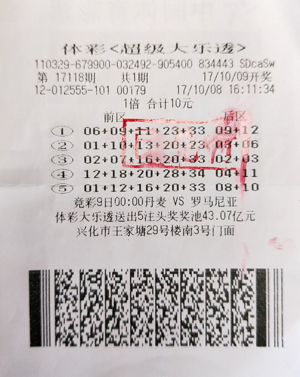 体彩<超级大乐透>
110329-679900-032492-905400 834443 SDcaSw
第 17118期 共1期 17/10/09开奖
12-012555-101 00179 17/10/08 16:11:34
1倍 合计10元
前区 后区
① 06+09+11+23+33 09+12
② 01+10+13+20+23 08+06
③ 02+07+16+20+33 02+03
④ 12+18+20+28+34 04+11
⑤ 01+12+16+20+33 08+10
竞彩9日00:00丹麦 VS 罗马尼亚
体彩大乐透送出5注头奖奖池43.07亿元
兴化市王家塘29号楼南3号门面